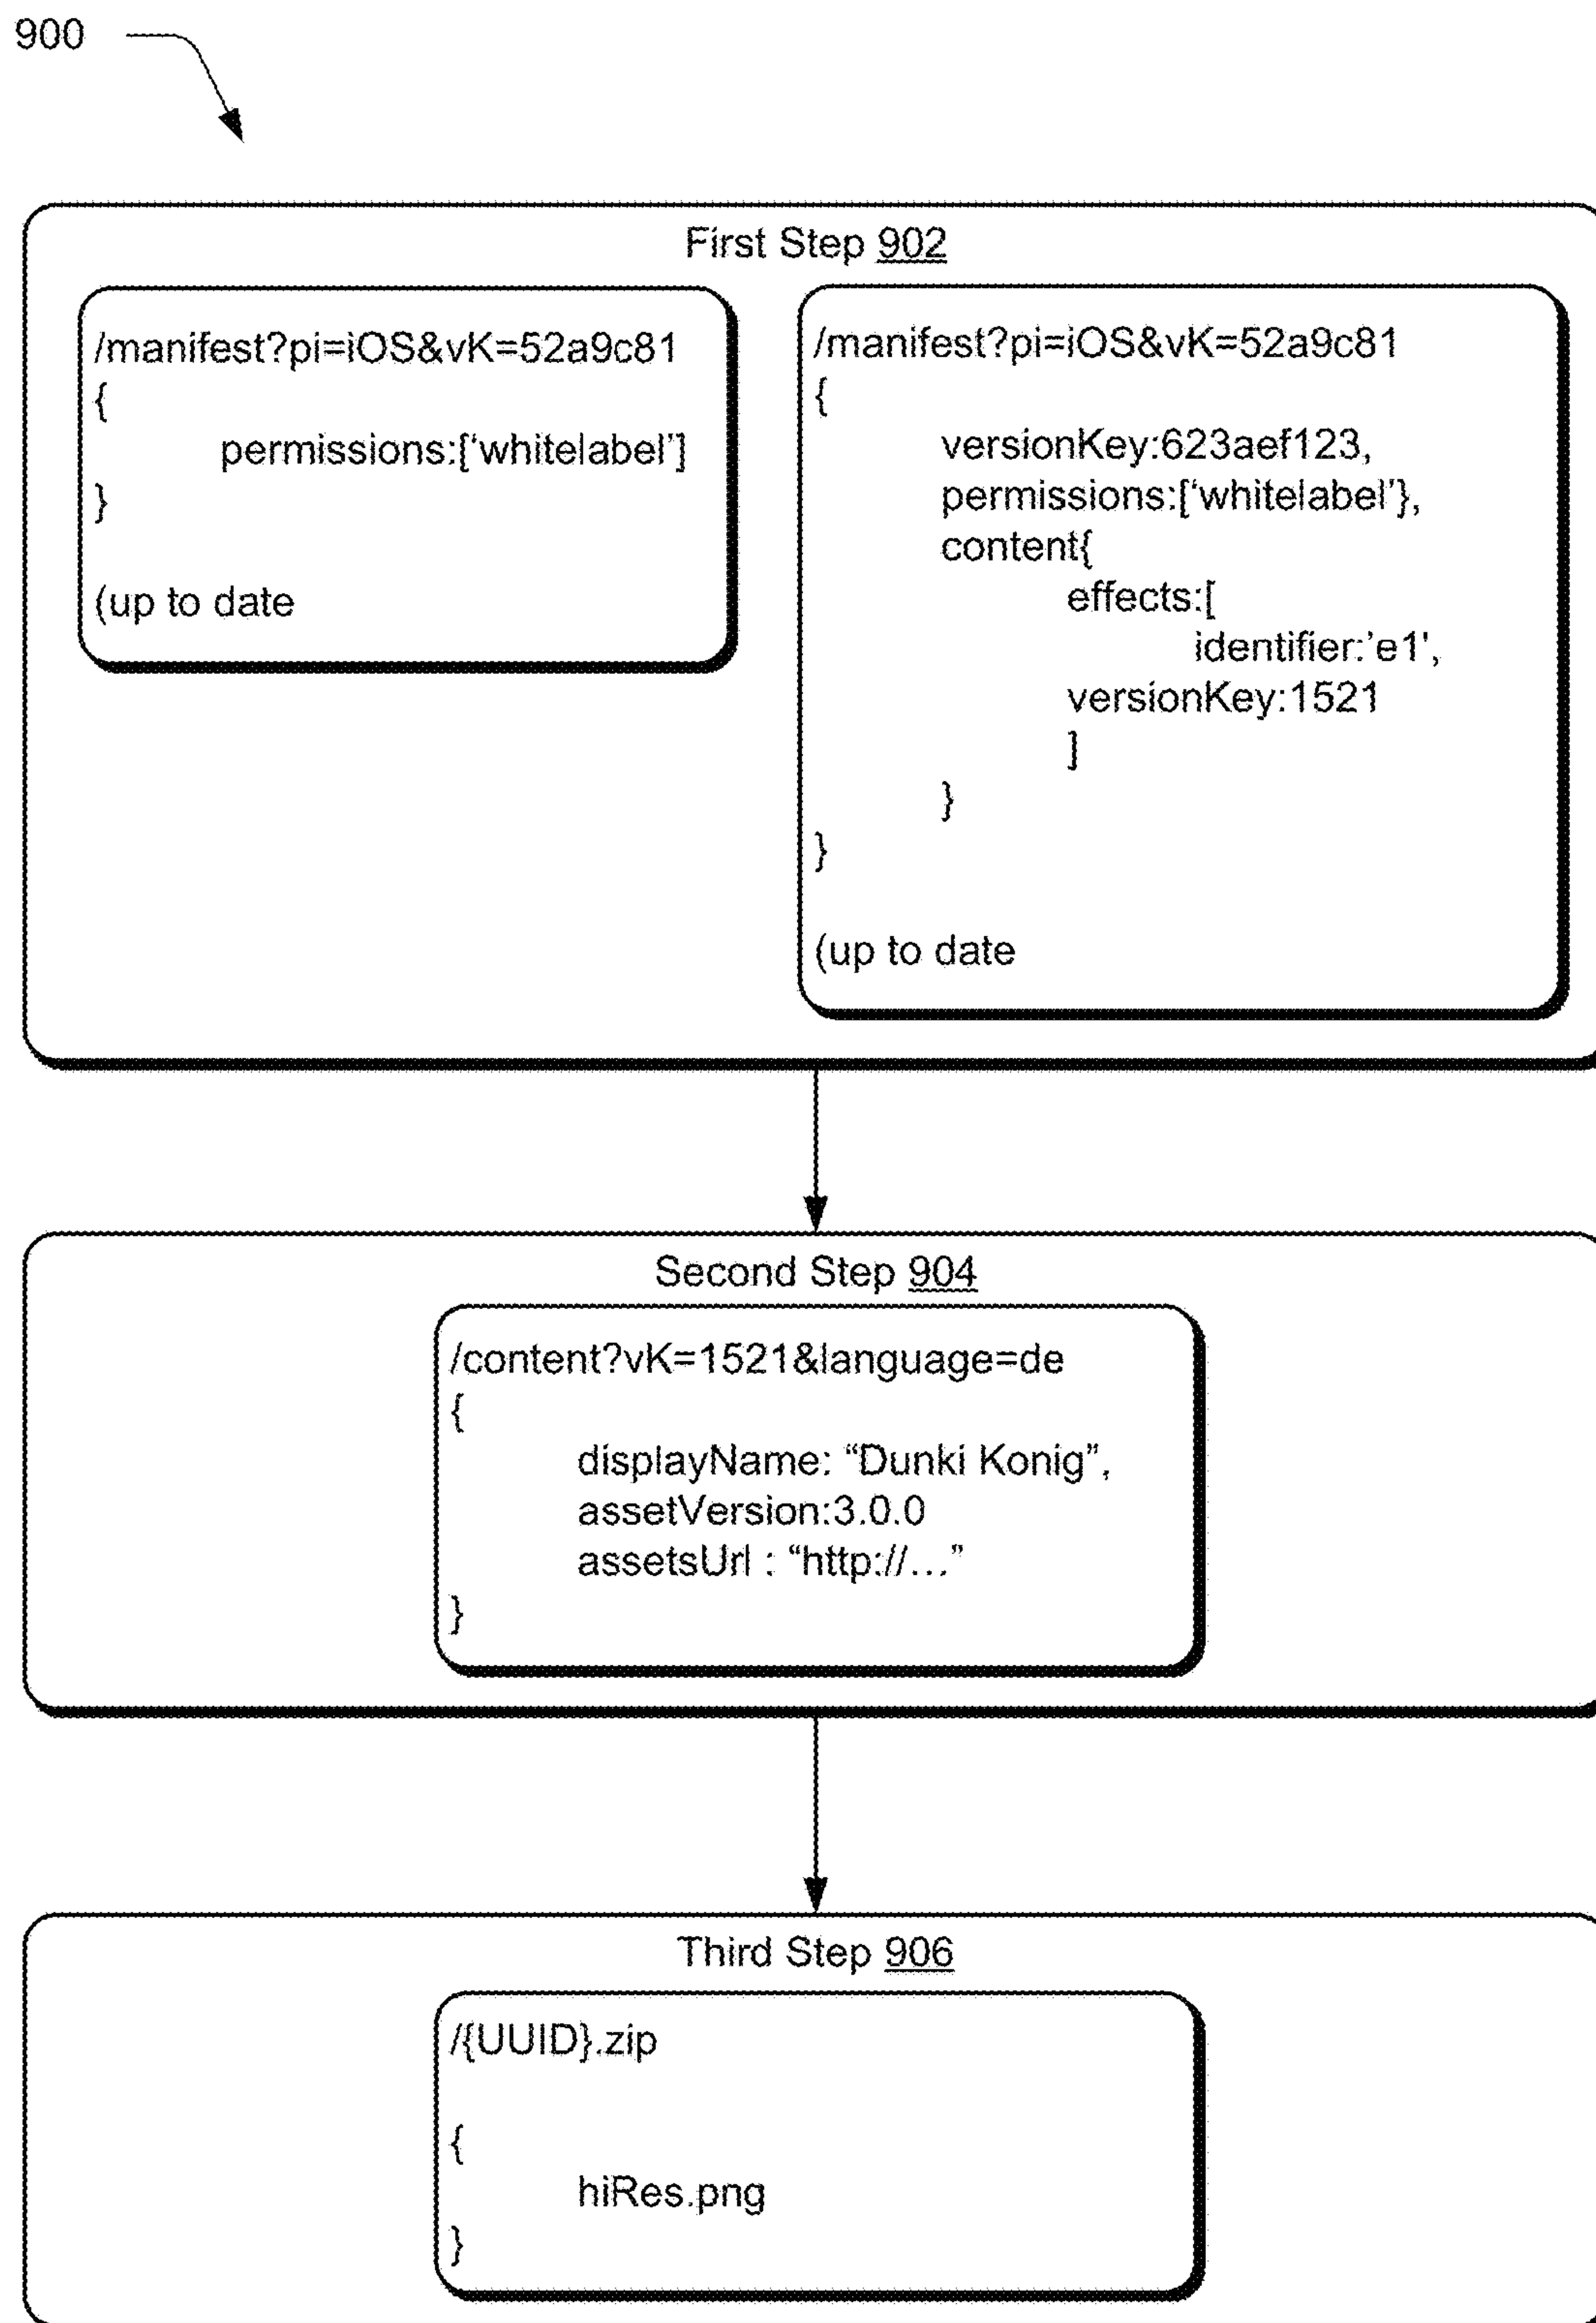 900
First Step 902
/manifest?pi=iOS&vK=52a9c81
{
permissions:[‘whitelabel’]
}
(up to date
/manifest?pi=iOS&vK=52a9c81
{
versionKey:623aef123,
permissions:[‘whitelabel’},
content{
effects:[
identifier:’e1',
versionKey:1521
]
}
}
(up to date
Second Step 904
/content?vK=1521&language=de
{
displayName: “Dunki Konig”,
assetVersion:3.0.0
assetsUrl : “http://…”
}
Third Step 906
/{UUID}.zip
{
hiRes.png
}